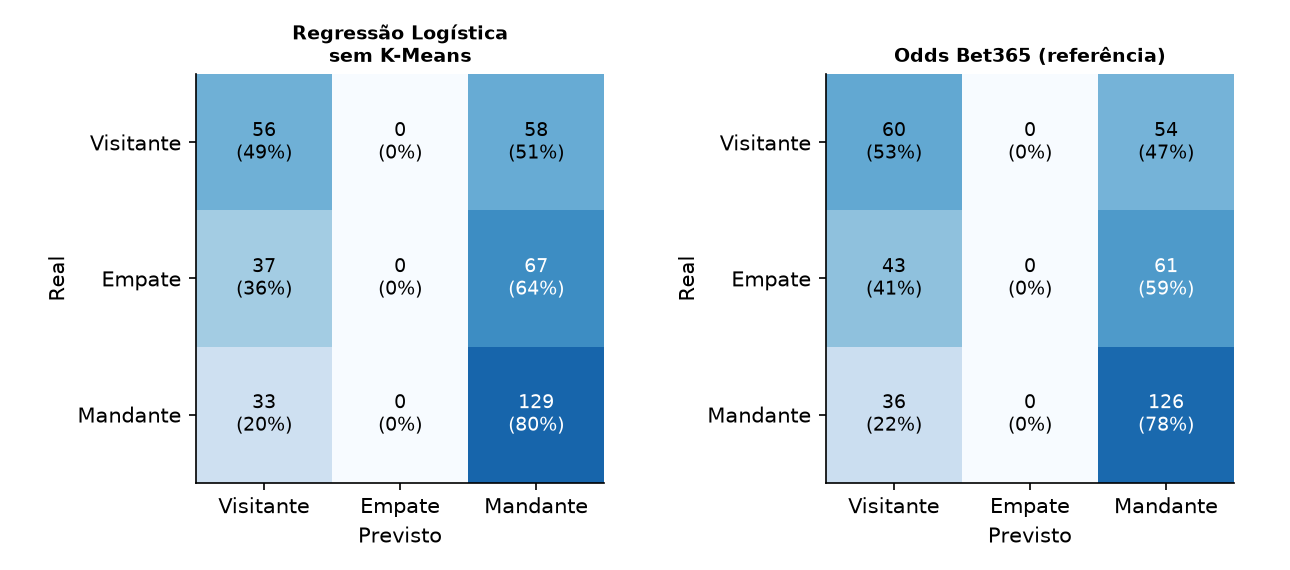 Regressão Logística
sem K-Means
Real
Visitante
56
(49%)
0
(0%)
58
(51%)
Empate
37
(36%)
0
(0%)
67
(64%)
Mandante
33
(20%)
0
(0%)
129
(80%)
Visitante
Empate
Mandante
Previsto
Odds Bet365 (referência)
Real
Visitante
60
(53%)
0
(0%)
54
(47%)
Empate
43
(41%)
0
(0%)
61
(59%)
Mandante
36
(22%)
0
(0%)
126
(78%)
Visitante
Empate
Mandante
Previsto